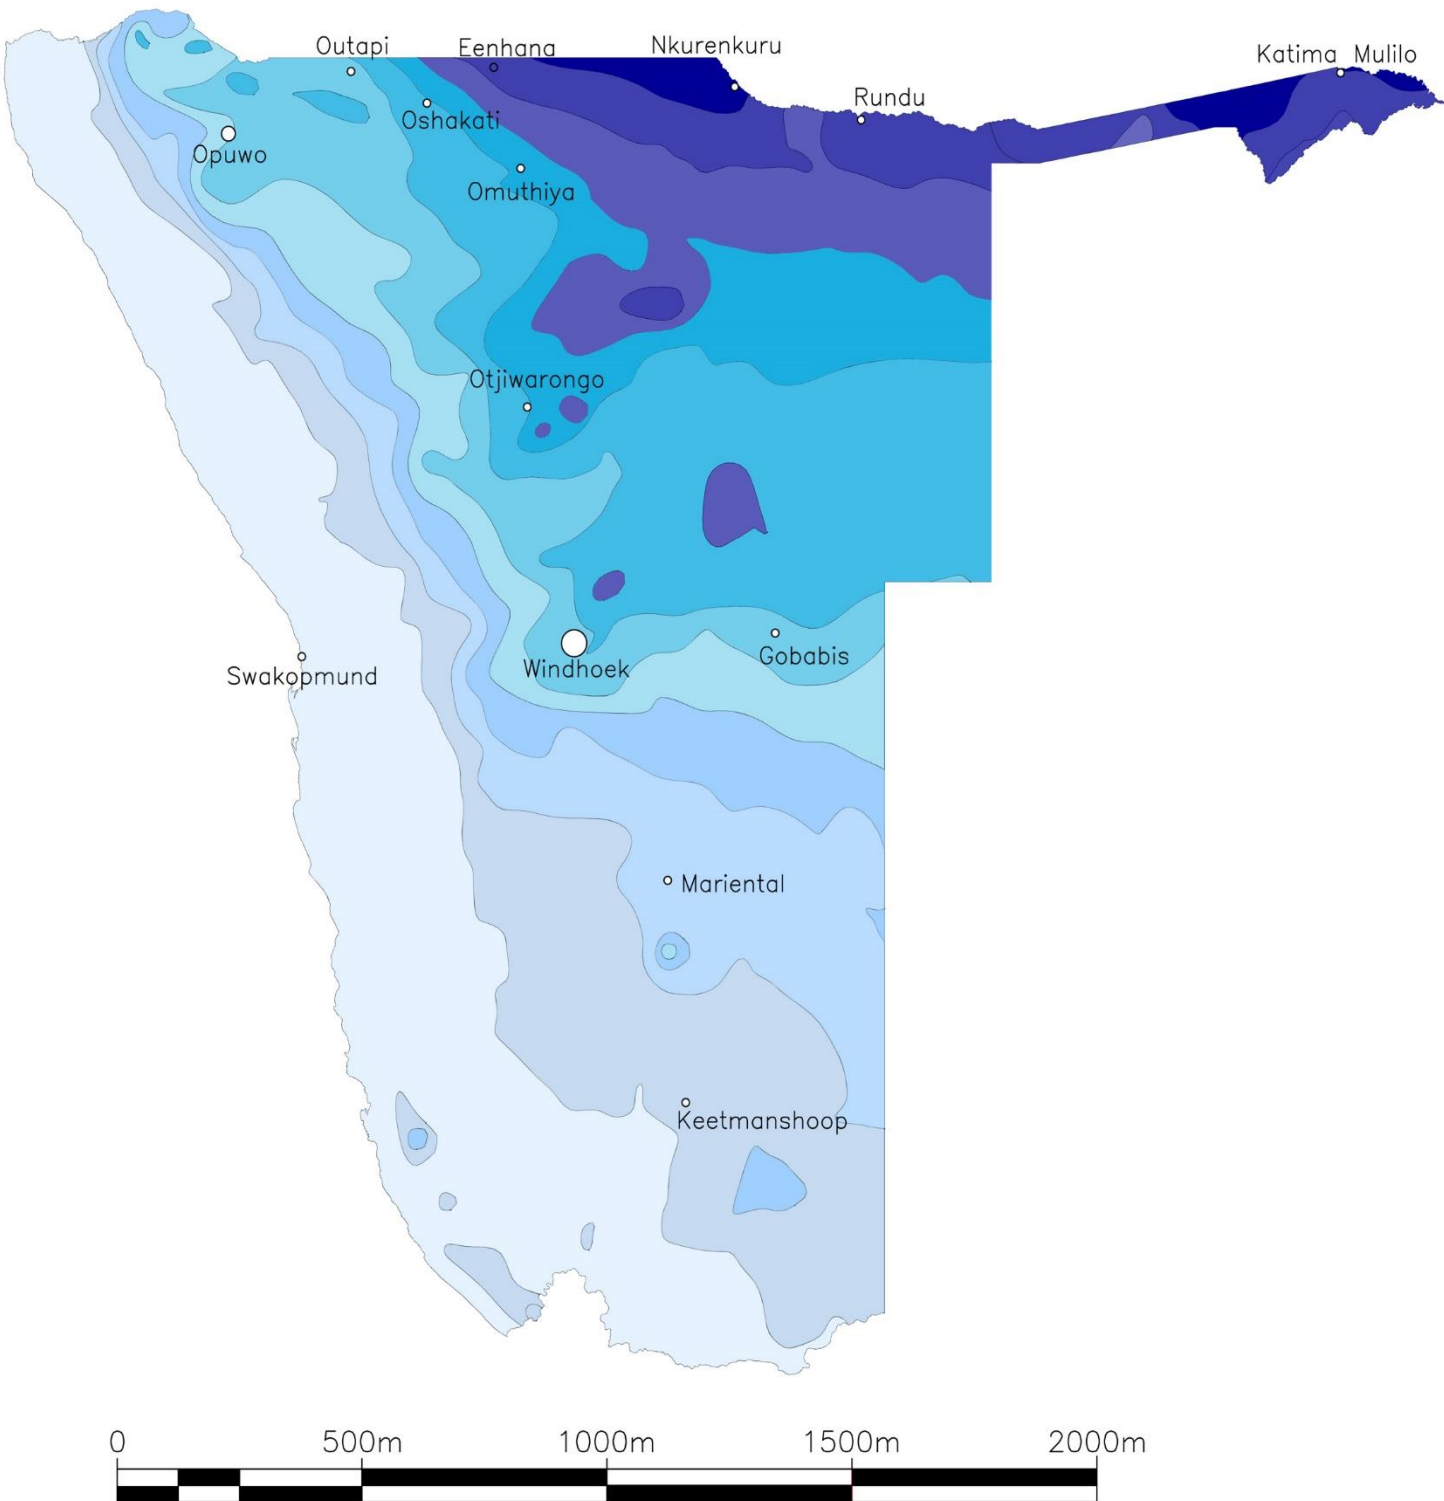 Outapi
Eenhana
Nkurenkuru
Katima Mulilo
Rundu
Oshakati
Opuwo
Omuthiya
Otjiwarongo
Windhoek
Gobabis
Swakopmund
Mariental
Keetmanshoop
0 500m 1000m 1500m 2000m